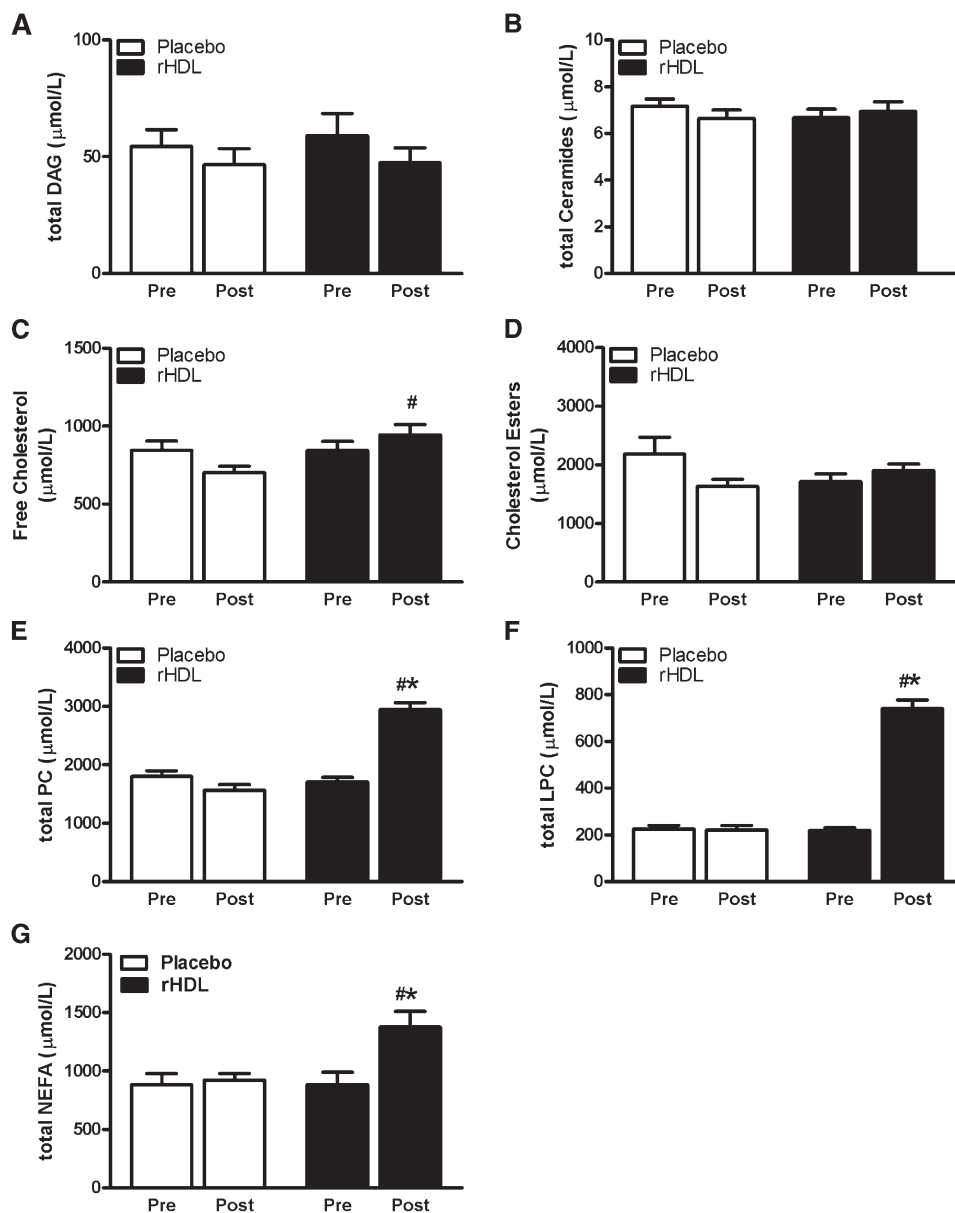 A
total DAG (μmol/L)
100
50
0
Placebo
rHDL
Pre Post Pre Post
B
total Ceramides (μmol/L)
10
8
6
4
2
0
Placebo
rHDL
Pre Post Pre Post
C
Free Cholesterol
(μmol/L)
1500
1000
500
0
Placebo
rHDL
#
Pre Post Pre Post
D
Cholesterol Esters
(μmol/L)
4000
3000
2000
1000
0
Placebo
rHDL
Pre Post Pre Post
E
total PC (μmol/L)
4000
3000
2000
1000
0
Placebo
rHDL
#*
Pre Post Pre Post
F
total LPC (μmol/L)
1000
800
600
400
200
0
Placebo
rHDL
#*
Pre Post Pre Post
G
total NEFA (μmol/L)
2000
1500
1000
500
0
Placebo
rHDL
#*
Pre Post Pre Post